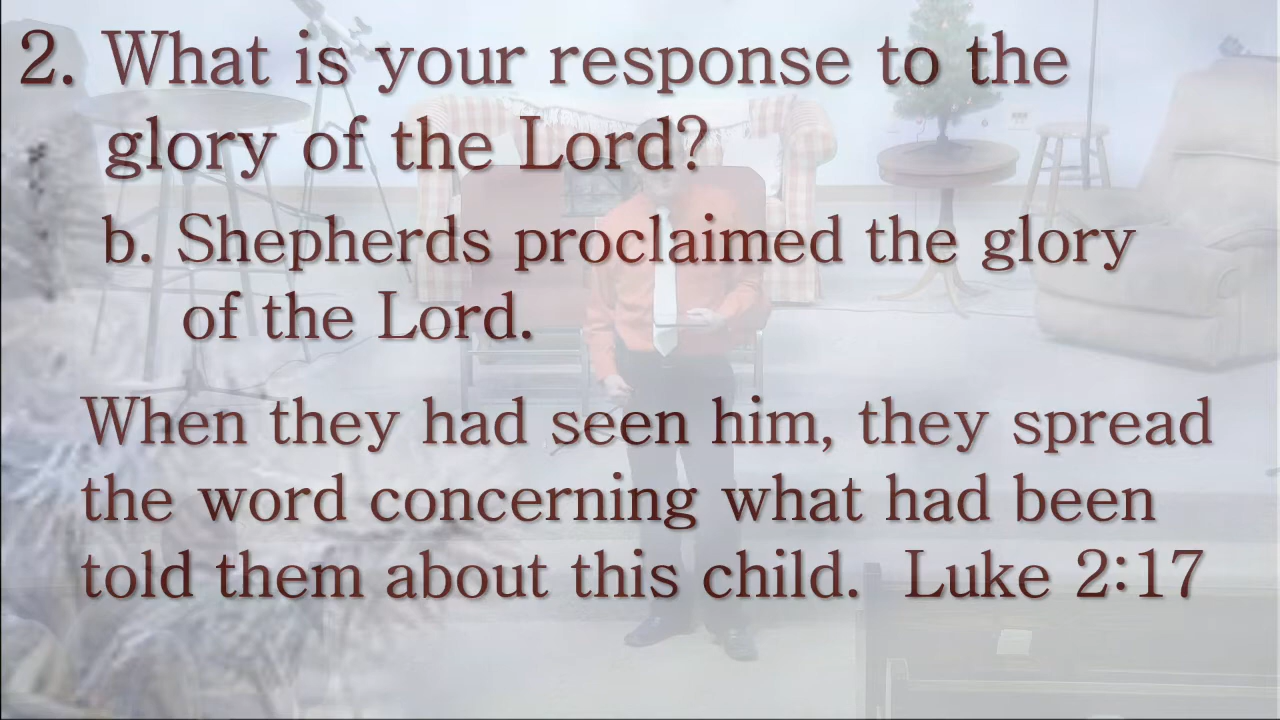 2. What is your response to the
glory of the Lord?
b. Shepherds proclaimed the glory
of the Lord.
When they had seen him, they spread
the word concerning what had been
told them about this child. Luke 2:17